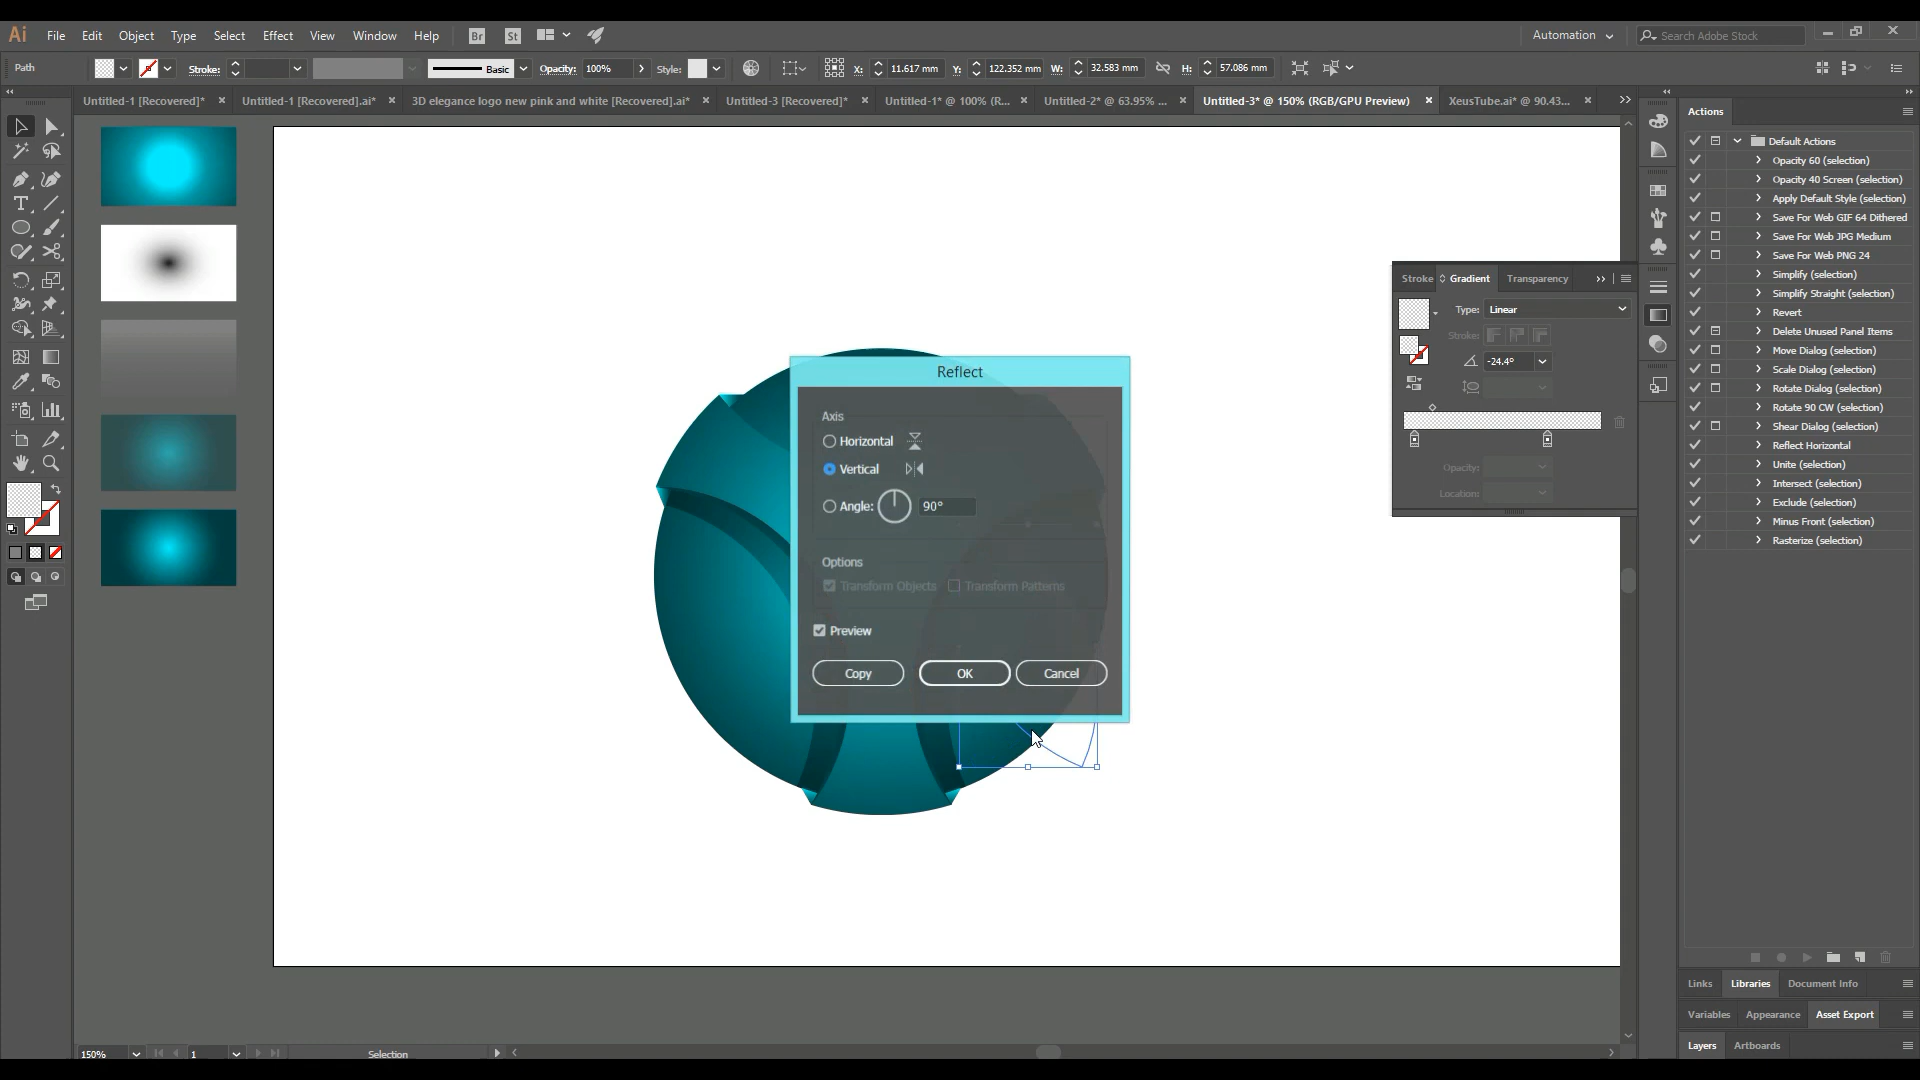 Ai File Edit Object Type Select Effect View Window Help Br St Automation Search Adobe Stock
Path Stroke: Basic Opacity: 100% Style: X: 11.617 mm Y: 122.352 mm W: 32.583 mm H: 57.086 mm
Untitled-1 [Recovered]* Untitled-1 [Recovered].ai* 3D elegance logo new pink and white [Recovered].ai* Untitled-3 [Recovered]* Untitled-1* @ 100% (R... Untitled-2* @ 63.95% ... Untitled-3* @ 150% (RGB/GPU Preview) XeusTube.ai* @ 90.43...
Actions
Default Actions
Opacity 60 (selection)
Opacity 40 Screen (selection)
Apply Default Style (selection)
Save For Web GIF 64 Dithered
Save For Web JPG Medium
Save For Web PNG 24
Simplify (selection)
Simplify Straight (selection)
Revert
Delete Unused Panel Items
Move Dialog (selection)
Scale Dialog (selection)
Rotate Dialog (selection)
Rotate 90 CW (selection)
Shear Dialog (selection)
Reflect Horizontal
Unite (selection)
Intersect (selection)
Exclude (selection)
Minus Front (selection)
Rasterize (selection)
Stroke Gradient Transparency
Type: Linear
Stroke:
-24.4°
Opacity:
Location:
Reflect
Axis
Horizontal
Vertical
Angle: 90°
Options
Transform Objects Transform Patterns
Preview
Copy OK Cancel
Links Libraries Document Info
Variables Appearance Asset Export
Layers Artboards
150% 1 Selection